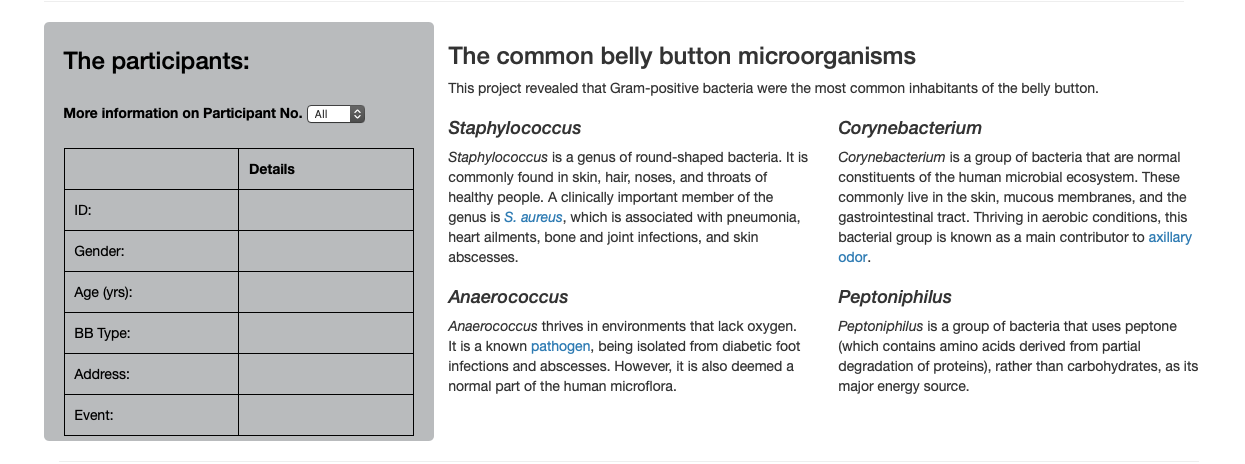 The participants:
More information on Participant No. All
Details
ID:
Gender:
Age (yrs):
BB Type:
Address:
Event:
The common belly button microorganisms
This project revealed that Gram-positive bacteria were the most common inhabitants of the belly button.
Staphylococcus
Staphylococcus is a genus of round-shaped bacteria. It is
commonly found in skin, hair, noses, and throats of
healthy people. A clinically important member of the
genus is S. aureus, which is associated with pneumonia,
heart ailments, bone and joint infections, and skin
abscesses.
Corynebacterium
Corynebacterium is a group of bacteria that are normal
constituents of the human microbial ecosystem. These
commonly live in the skin, mucous membranes, and the
gastrointestinal tract. Thriving in aerobic conditions, this
bacterial group is known as a main contributor to axillary
odor.
Anaerococcus
Anaerococcus thrives in environments that lack oxygen.
It is a known pathogen, being isolated from diabetic foot
infections and abscesses. However, it is also deemed a
normal part of the human microflora.
Peptoniphilus
Peptoniphilus is a group of bacteria that uses peptone
(which contains amino acids derived from partial
degradation of proteins), rather than carbohydrates, as its
major energy source.